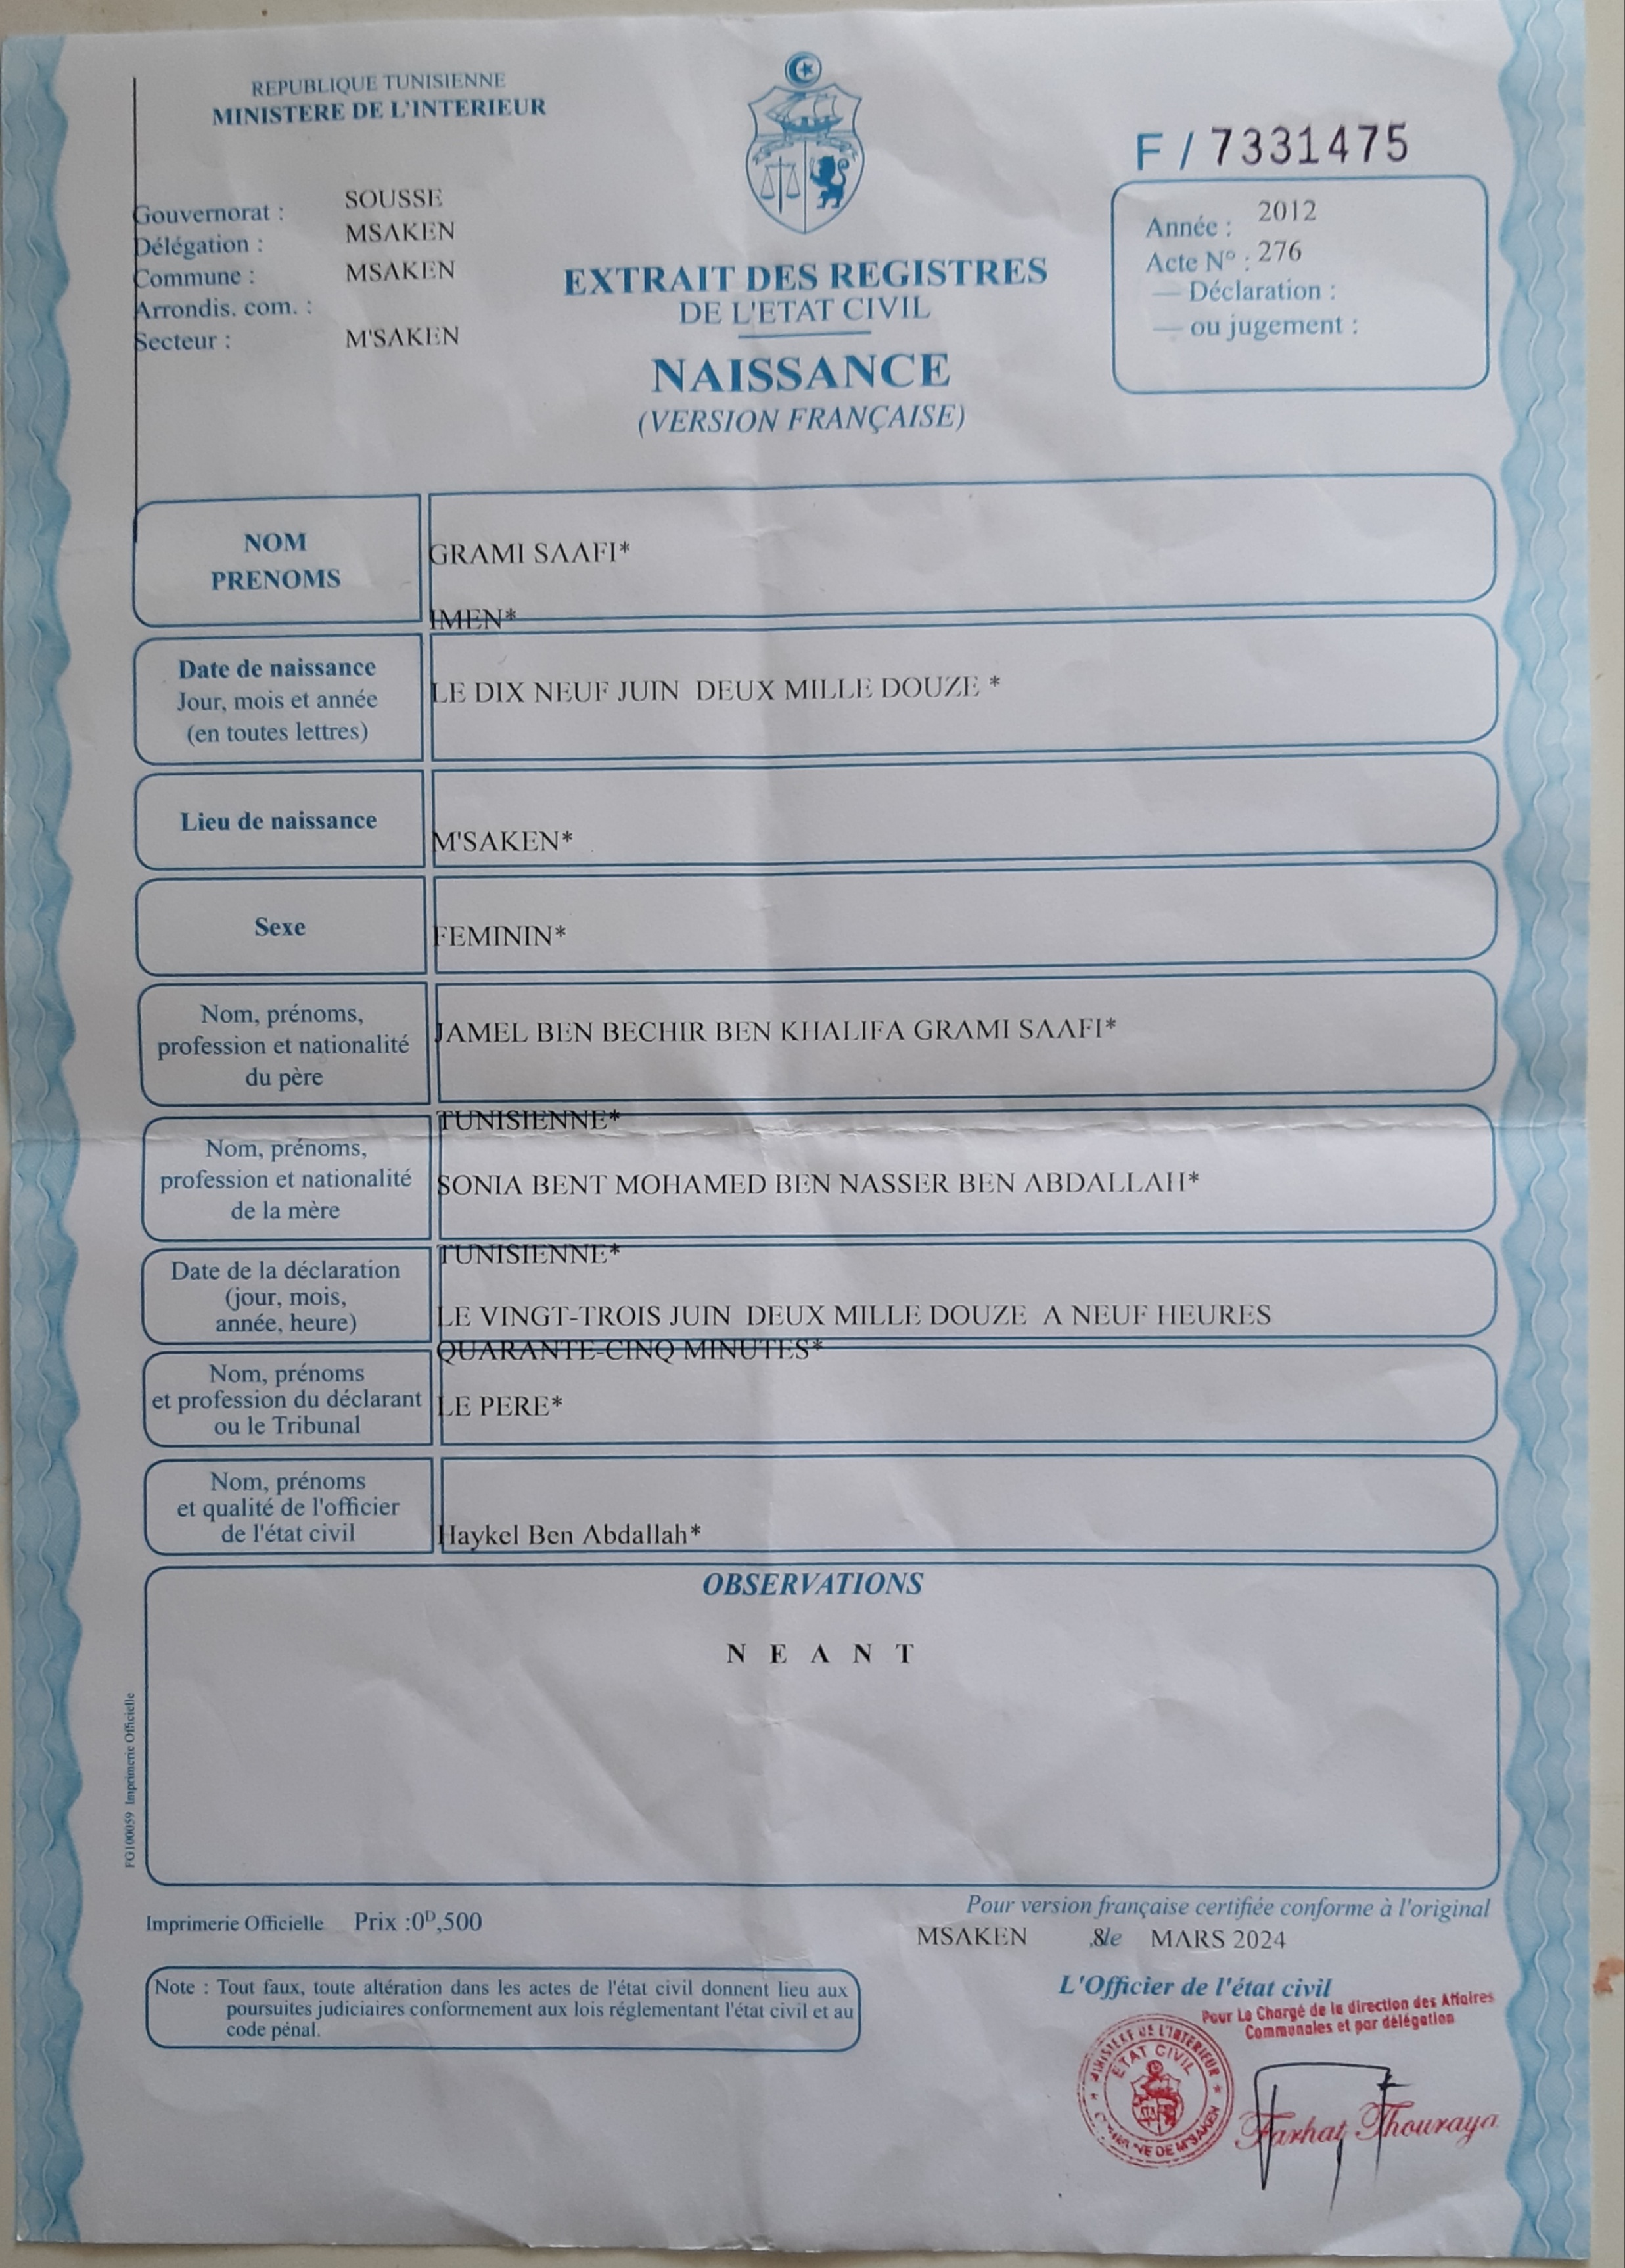 REPUBLIQUE TUNISIENNE
MINISTERE DE L'INTERIEUR
F / 7331475
Gouvernorat : SOUSSE
Délégation : MSAKEN
Commune : MSAKEN
Arrondis. com. :
Secteur : M'SAKEN
Année : 2012
Acte N° : 276
— Déclaration :
— ou jugement :
EXTRAIT DES REGISTRES
DE L'ETAT CIVIL
NAISSANCE
(VERSION FRANÇAISE)
NOM
PRENOMS
GRAMI SAAFI*
IMEN*
Date de naissance
Jour, mois et année
(en toutes lettres)
LE DIX NEUF JUIN DEUX MILLE DOUZE *
Lieu de naissance
M'SAKEN*
Sexe
FEMININ*
Nom, prénoms,
profession et nationalité
du père
JAMEL BEN BECHIR BEN KHALIFA GRAMI SAAFI*
TUNISIENNE*
Nom, prénoms,
profession et nationalité
de la mère
SONIA BENT MOHAMED BEN NASSER BEN ABDALLAH*
TUNISIENNE*
Date de la déclaration
(jour, mois,
année, heure)
LE VINGT-TROIS JUIN DEUX MILLE DOUZE A NEUF HEURES
QUARANTE-CINQ MINUTES*
Nom, prénoms
et profession du déclarant
ou le Tribunal
LE PERE*
Nom, prénoms
et qualité de l'officier
de l'état civil
Haykel Ben Abdallah*
OBSERVATIONS
N E A N T
FG100059 Imprimerie Officielle
Imprimerie Officielle Prix :0ᴰ,500
Pour version française certifiée conforme à l'original
MSAKEN ,8le MARS 2024
Note : Tout faux, toute altération dans les actes de l'état civil donnent lieu aux
poursuites judiciaires conformement aux lois réglementant l'état civil et au
code pénal.
L'Officier de l'état civil
Pour Le Chargé de la direction des Affaires
Communales et par délégation
MINISTERE DE L'INTERIEUR
ETAT CIVIL
COMMUNE DE M'SAKEN
Farhat Thouraya